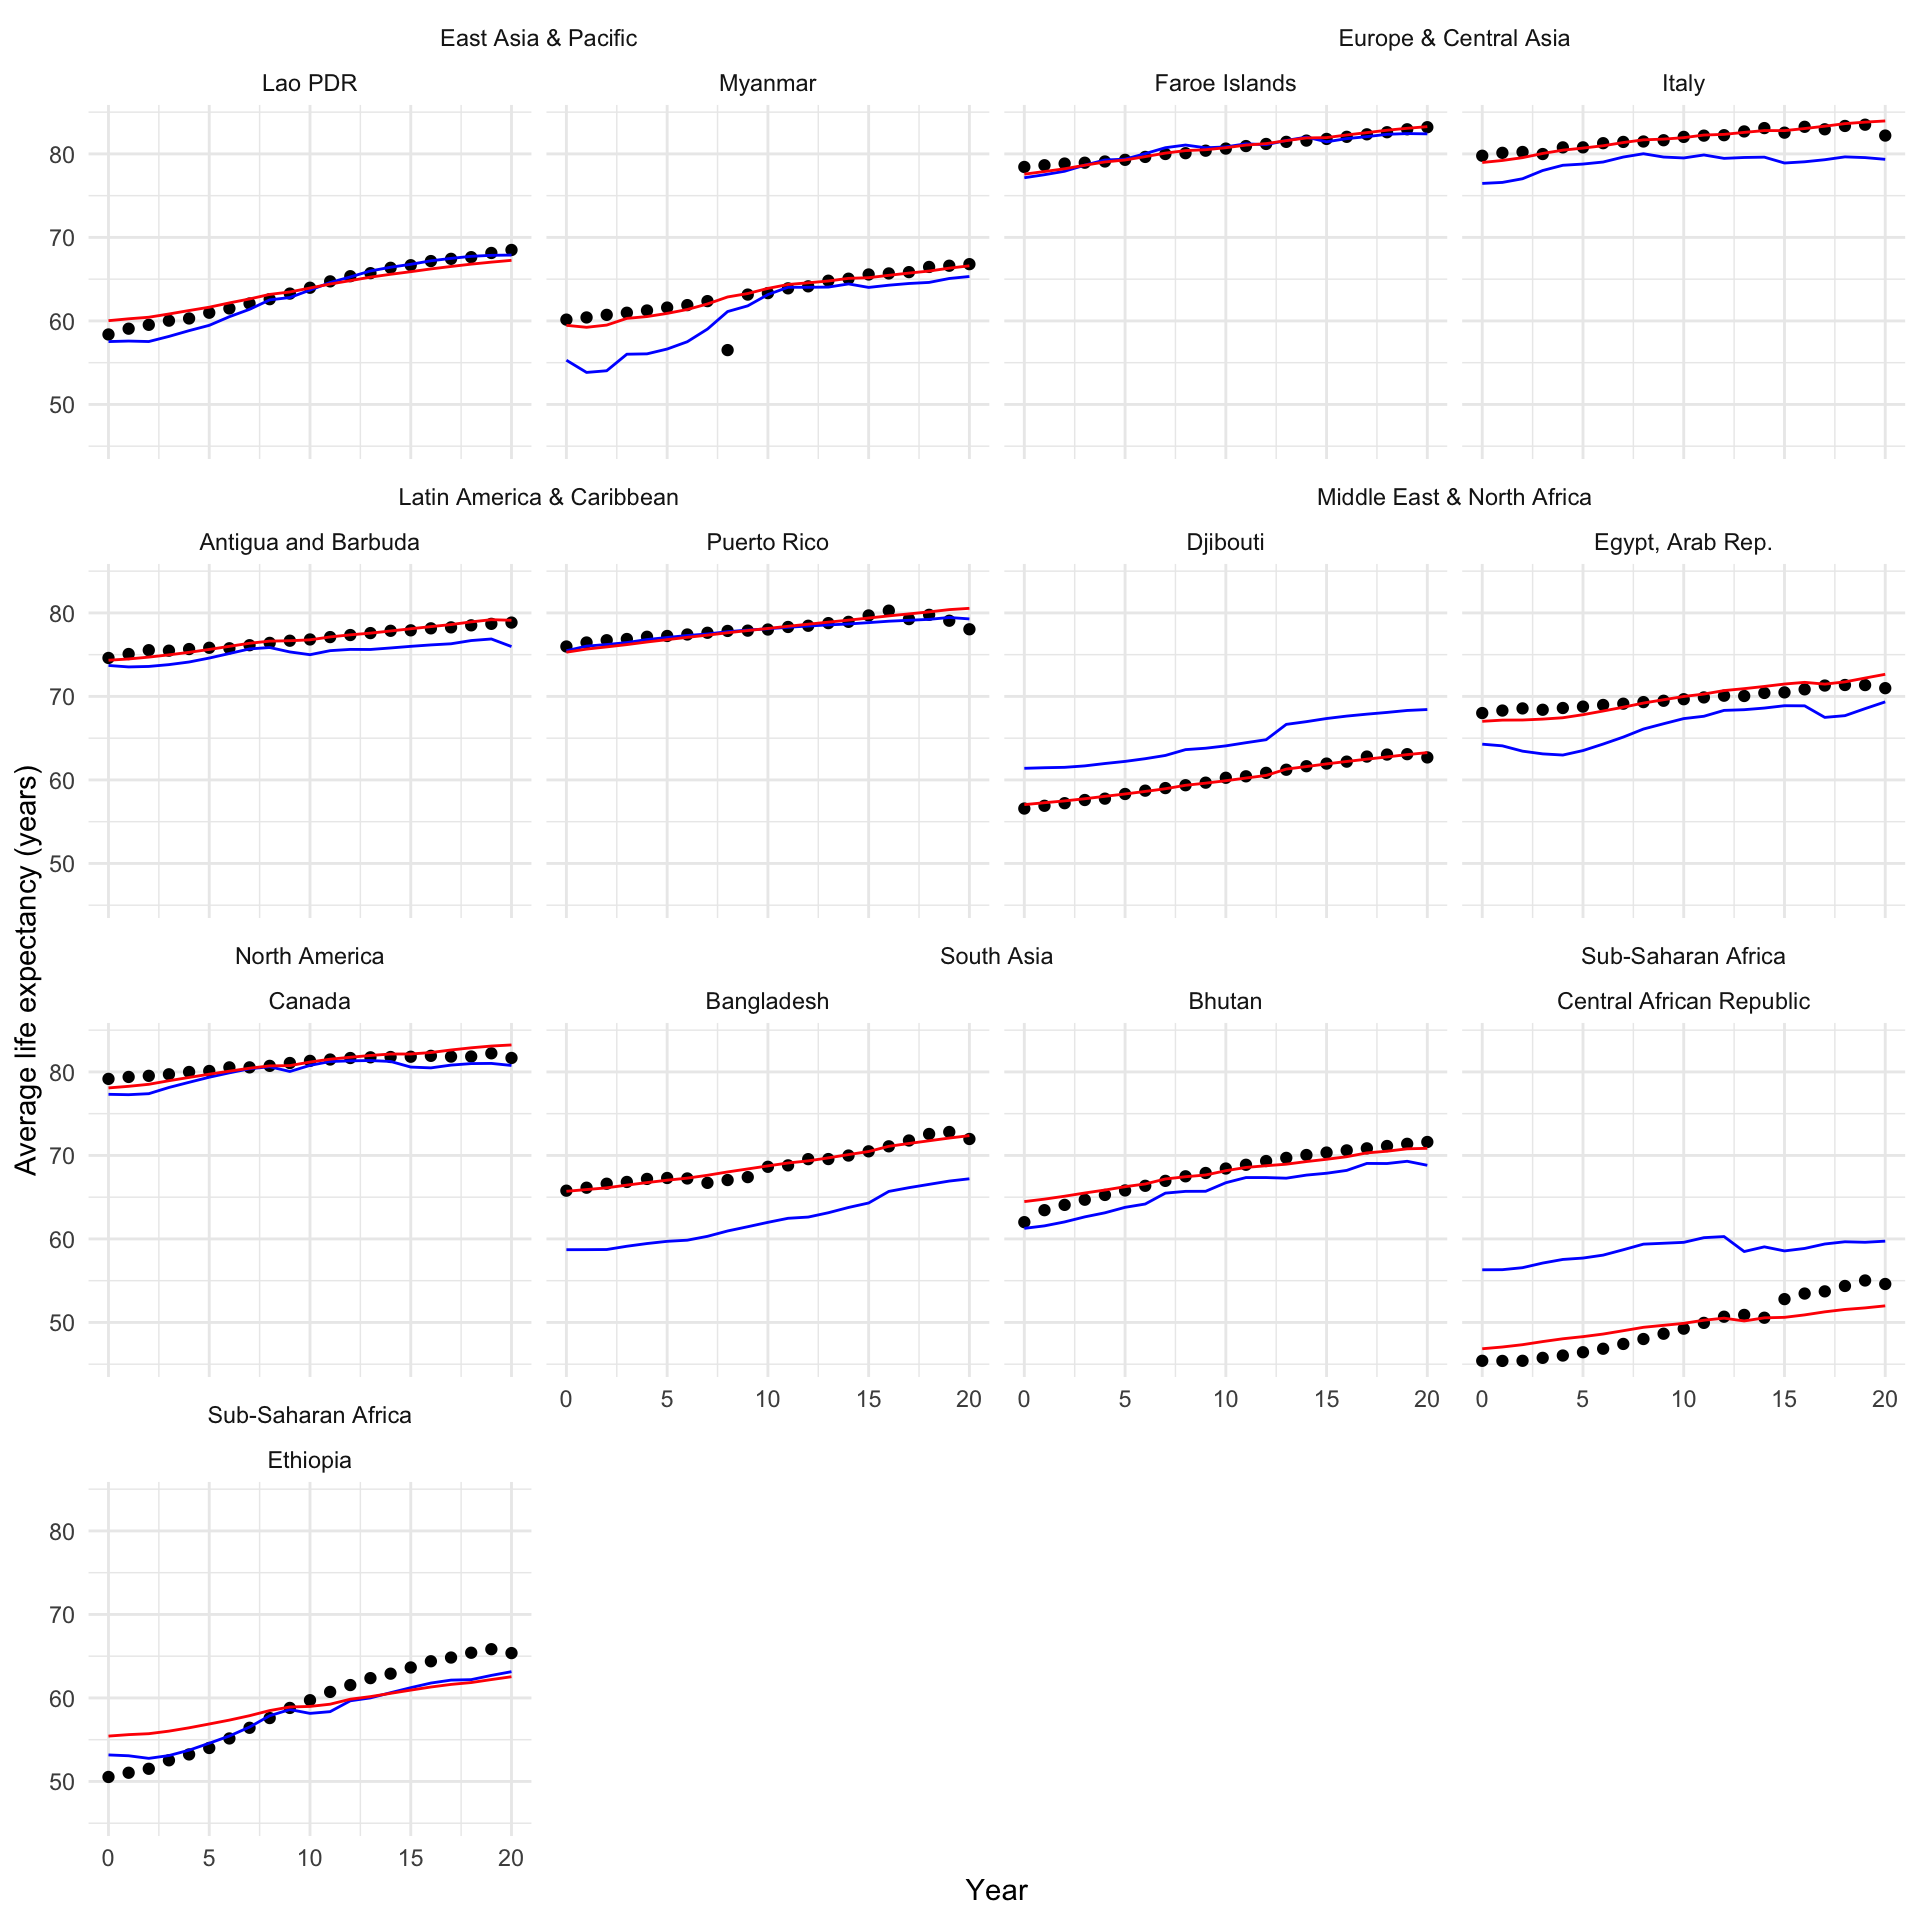 East Asia & Pacific
Europe & Central Asia
Lao PDR
Myanmar
Faroe Islands
Italy
80
70
60
50
Latin America & Caribbean
Middle East & North Africa
Antigua and Barbuda
Puerto Rico
Djibouti
Egypt, Arab Rep.
80
70
60
50
Average life expectancy (years)
North America
South Asia
Sub-Saharan Africa
Canada
Bangladesh
Bhutan
Central African Republic
80
70
60
50
0 5 10 15 20
0 5 10 15 20
0 5 10 15 20
Sub-Saharan Africa
Ethiopia
80
70
60
50
0 5 10 15 20
Year